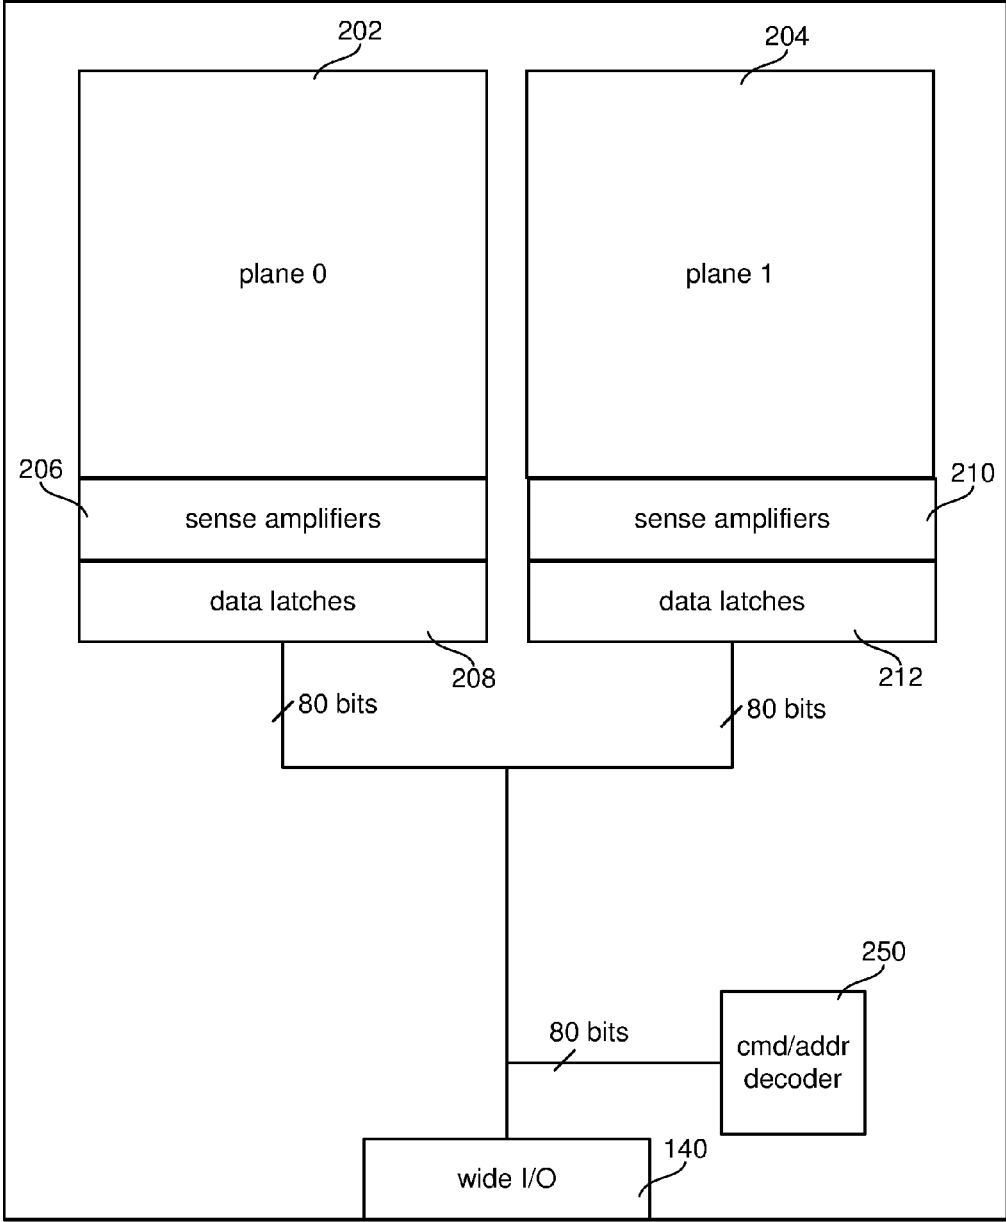 202
204
plane 0
plane 1
206
210
sense amplifiers
sense amplifiers
data latches
data latches
208
212
80 bits
80 bits
250
80 bits
cmd/addr
decoder
140
wide I/O